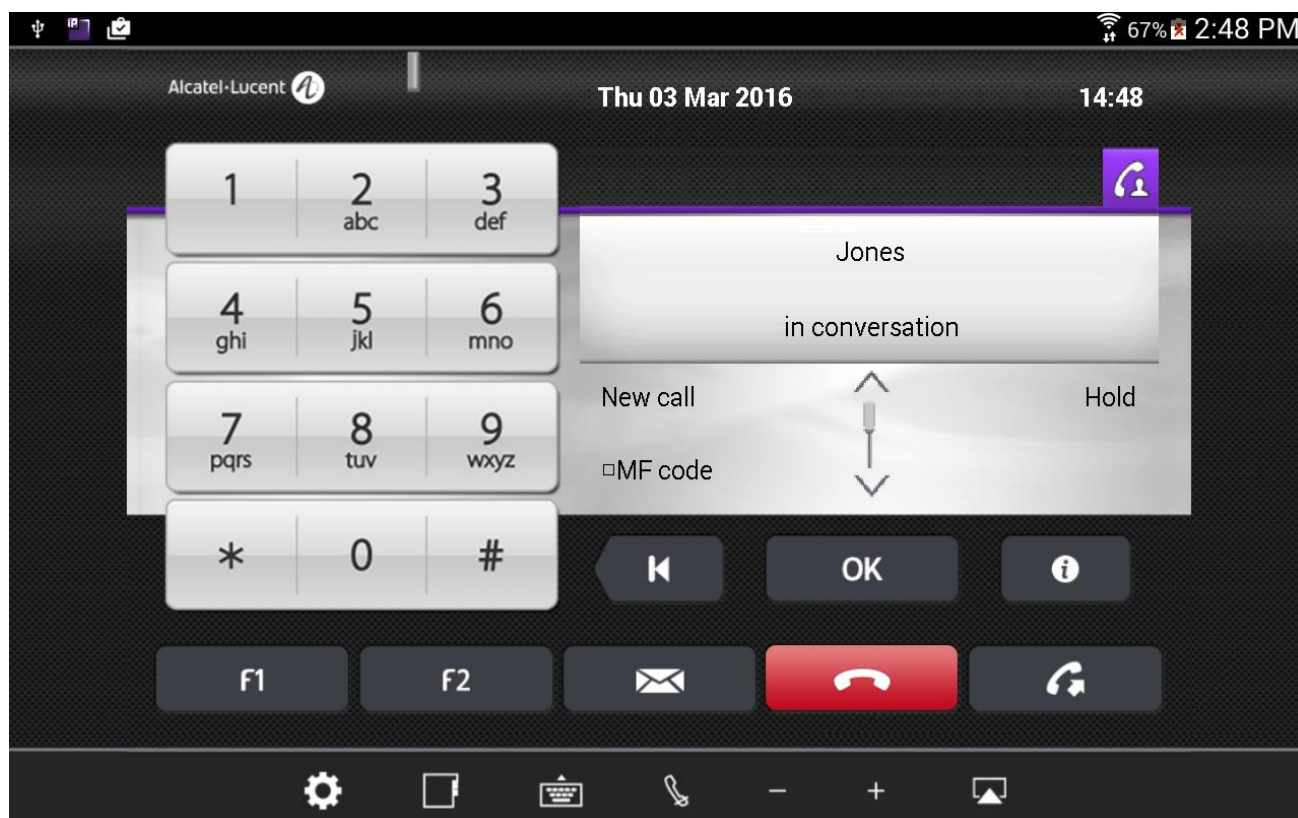 67% 2:48 PM
Alcatel·Lucent
Thu 03 Mar 2016 14:48
1 2 3
abc def
4 5 6
ghi jkl mno
7 8 9
pqrs tuv wxyz
* 0 #
Jones
in conversation
New call Hold
□MF code
OK
F1 F2
- +